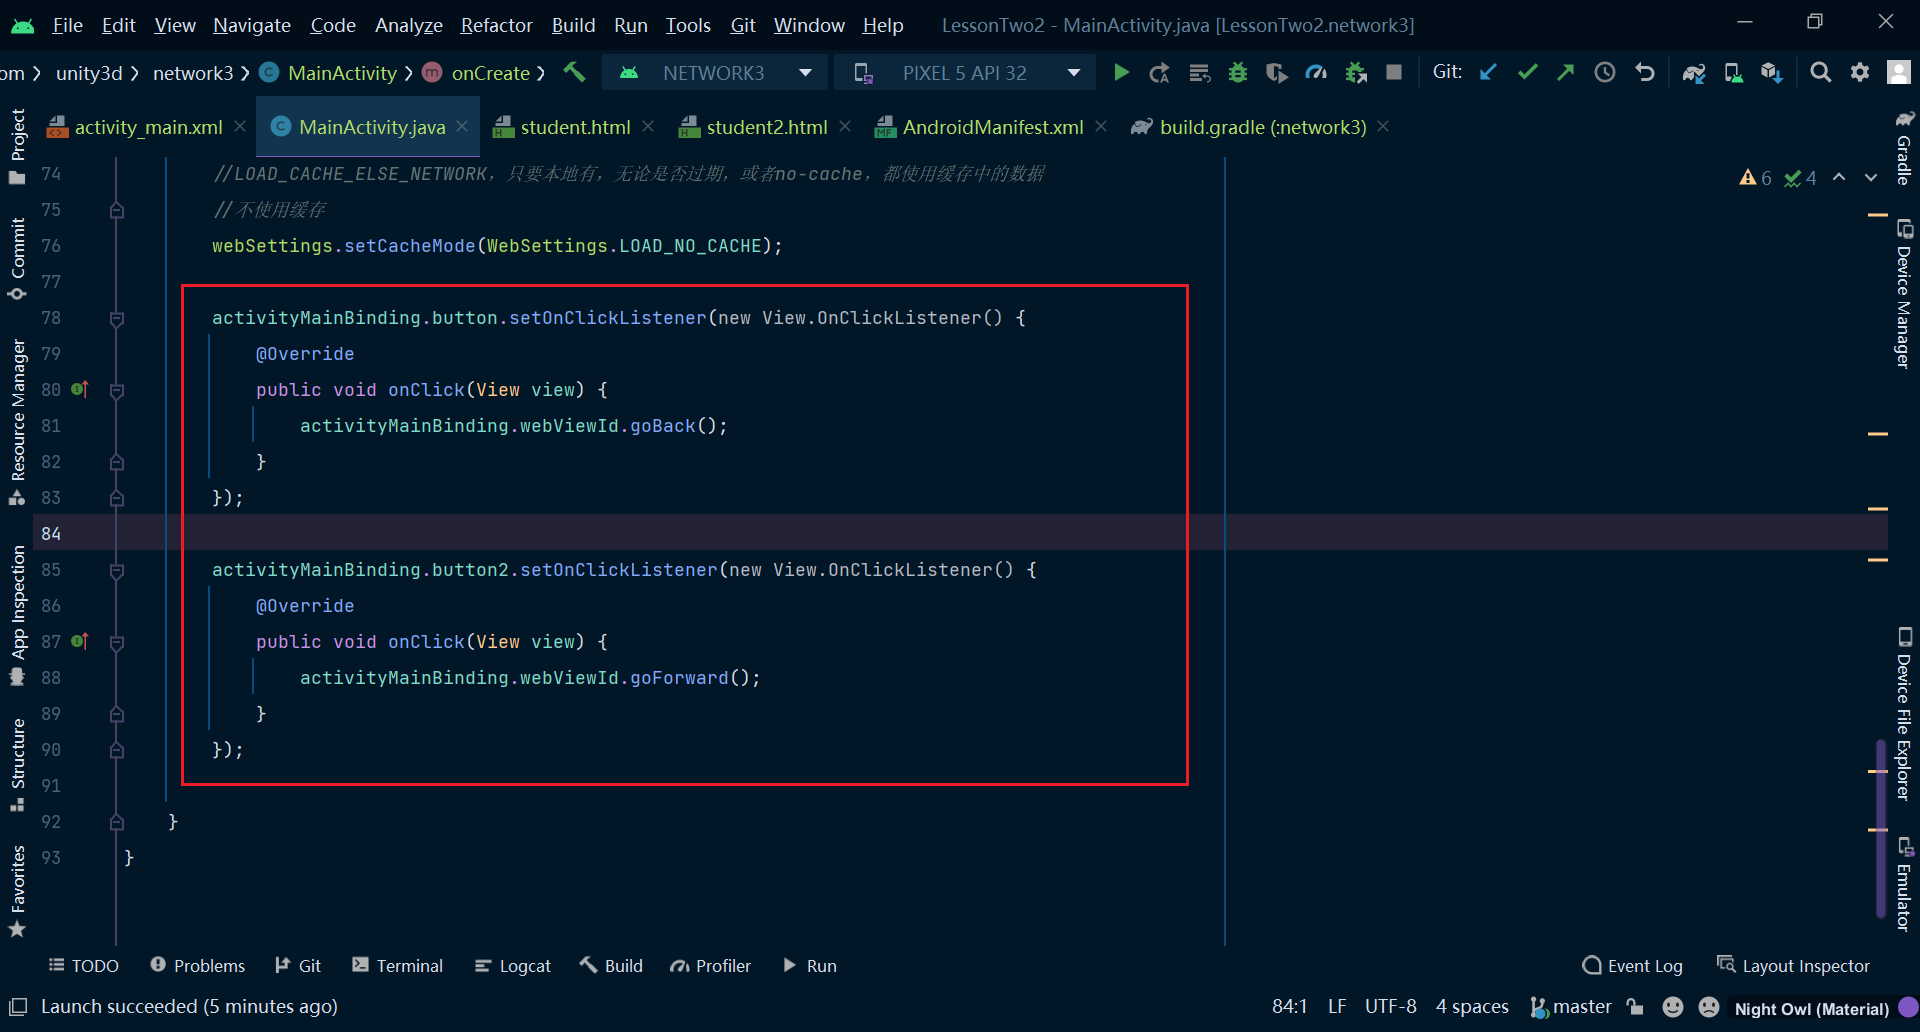 File Edit View Navigate Code Analyze Refactor Build Run Tools Git Window Help LessonTwo2 - MainActivity.java [LessonTwo2.network3]
om unity3d network3 C MainActivity m onCreate NETWORK3 PIXEL 5 API 32 Git:
activity_main.xml C MainActivity.java H student.html H student2.html MF AndroidManifest.xml build.gradle (:network3)
Project
Commit
Resource Manager
App Inspection
Structure
Favorites
6 4
74 //LOAD_CACHE_ELSE_NETWORK，只要本地有，无论是否过期，或者no-cache，都使用缓存中的数据
75 //不使用缓存
76 webSettings.setCacheMode(WebSettings.LOAD_NO_CACHE);
77
78 activityMainBinding.button.setOnClickListener(new View.OnClickListener() {
79 @Override
80 public void onClick(View view) {
81 activityMainBinding.webViewId.goBack();
82 }
83 });
84
85 activityMainBinding.button2.setOnClickListener(new View.OnClickListener() {
86 @Override
87 public void onClick(View view) {
88 activityMainBinding.webViewId.goForward();
89 }
90 });
91
92 }
93 }
Gradle
Device Manager
Device File Explorer
Emulator
TODO Problems Git Terminal Logcat Build Profiler Run Event Log Layout Inspector
Launch succeeded (5 minutes ago) 84:1 LF UTF-8 4 spaces master Night Owl (Material)